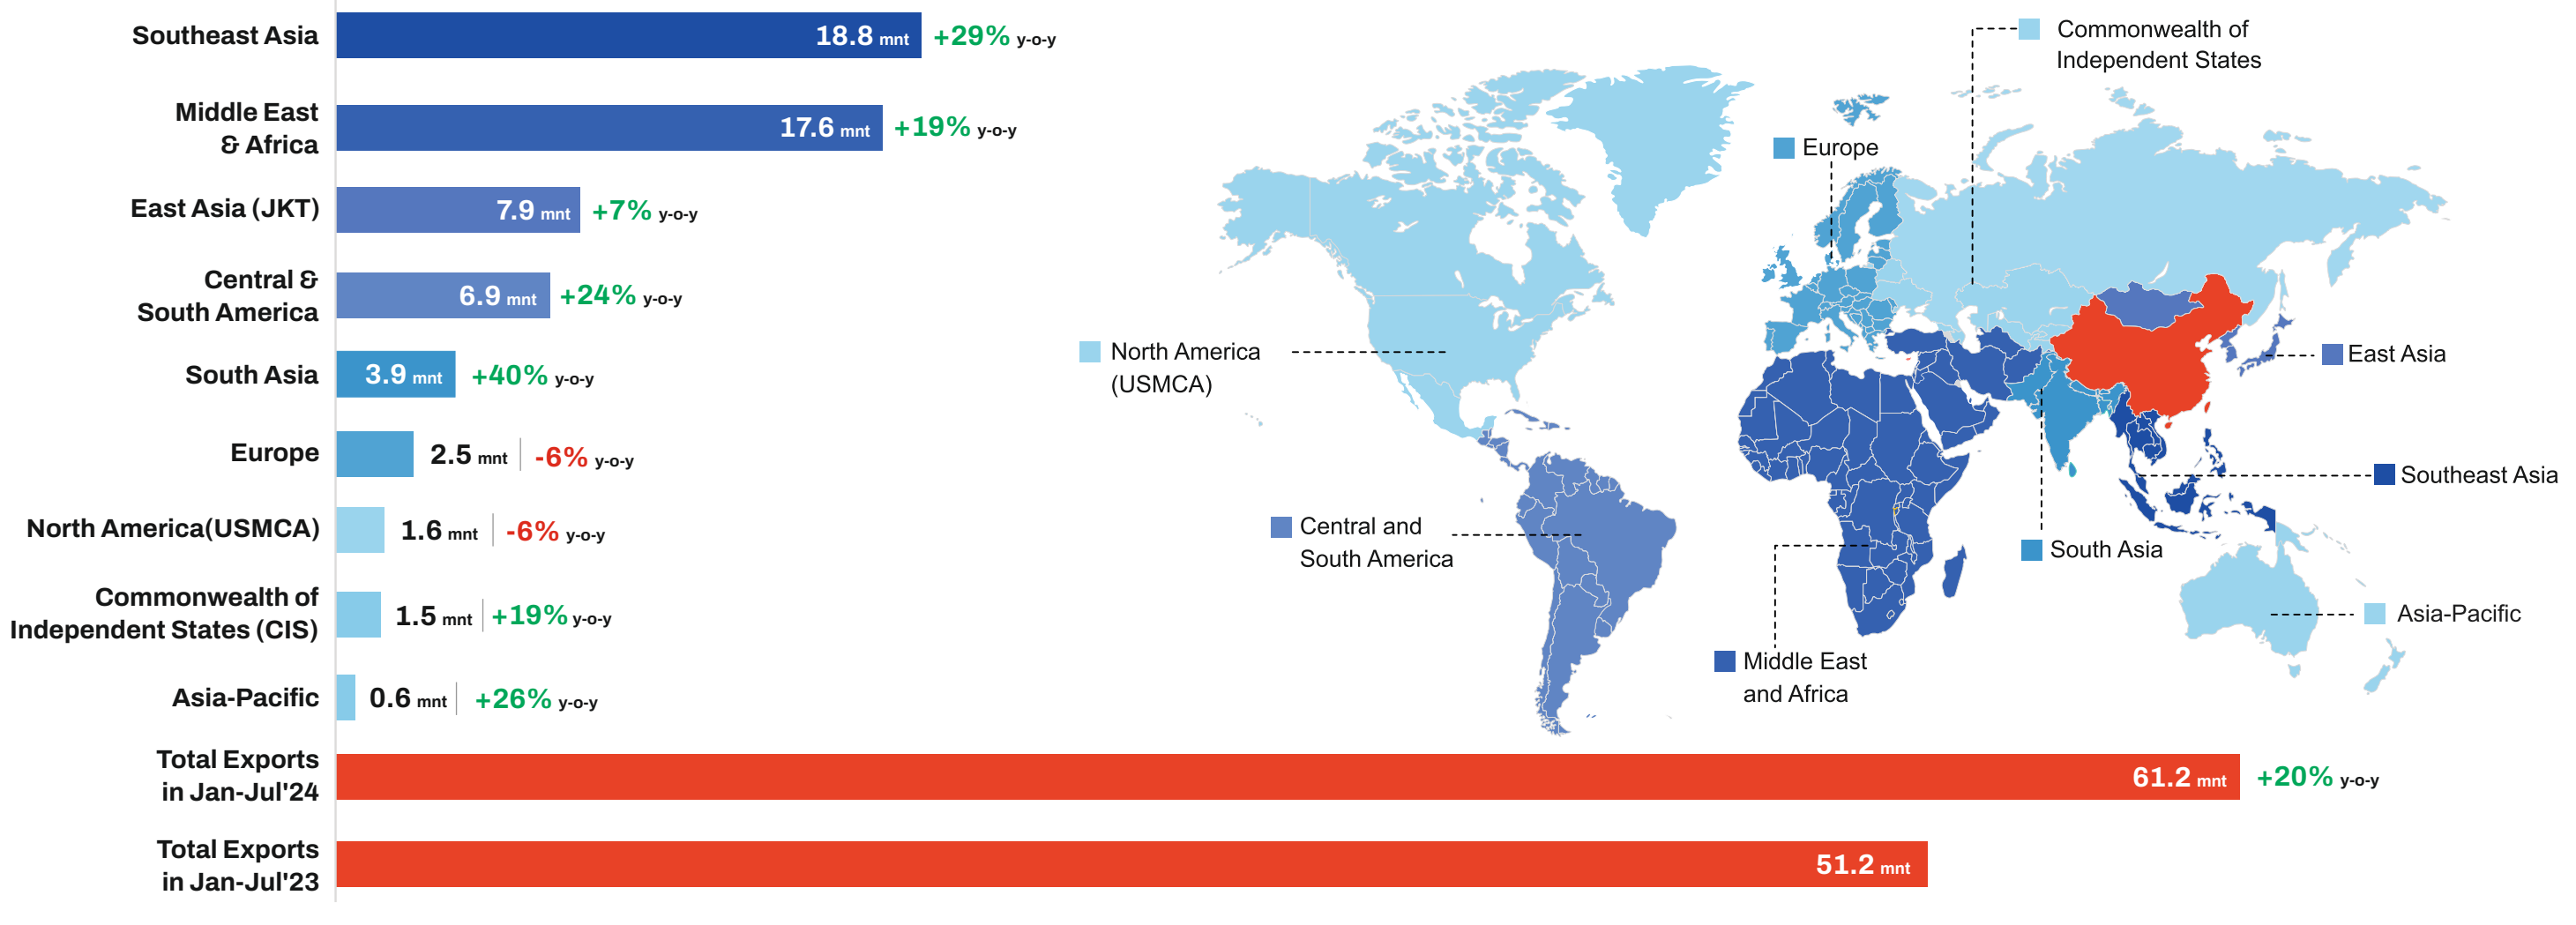 Southeast Asia
18.8 mnt +29% y-o-y
Middle East
& Africa
17.6 mnt +19% y-o-y
East Asia (JKT)
7.9 mnt +7% y-o-y
Central &
South America
6.9 mnt +24% y-o-y
South Asia
3.9 mnt +40% y-o-y
Europe
2.5 mnt -6% y-o-y
North America(USMCA)
1.6 mnt -6% y-o-y
Commonwealth of
Independent States (CIS)
1.5 mnt +19% y-o-y
Asia-Pacific
0.6 mnt +26% y-o-y
Total Exports
in Jan-Jul'24
61.2 mnt +20% y-o-y
Total Exports
in Jan-Jul'23
51.2 mnt
Commonwealth of
Independent States
Europe
North America
(USMCA)
East Asia
Southeast Asia
Central and
South America
South Asia
Asia-Pacific
Middle East
and Africa